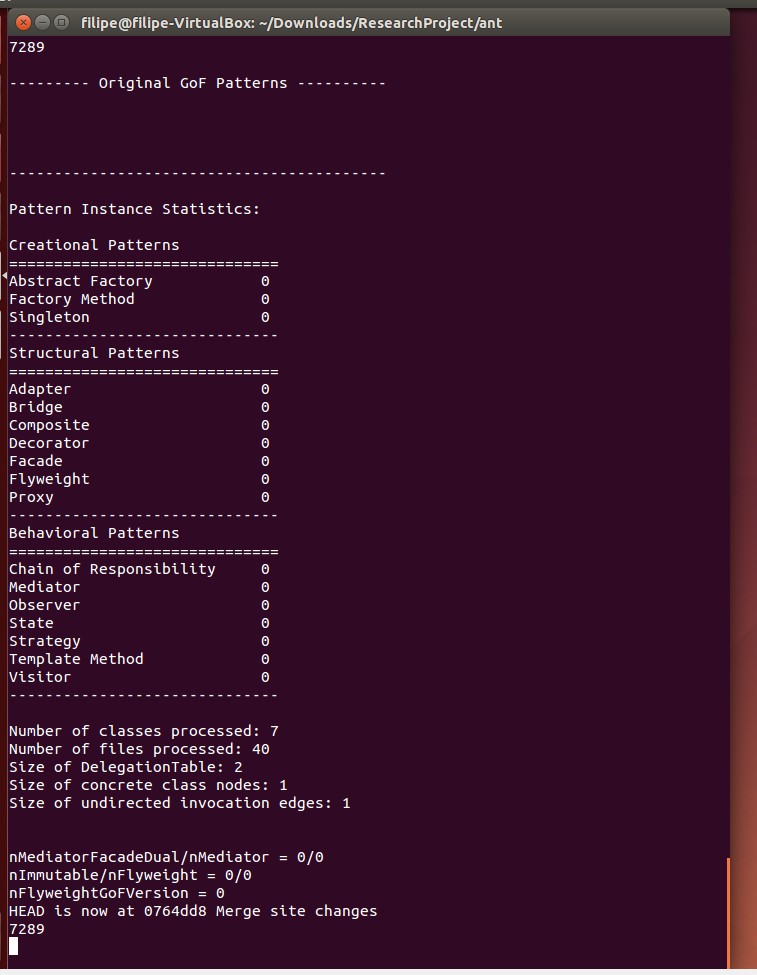 filipe@filipe-VirtualBox: ~/Downloads/ResearchProject/ant
7289
--------- Original GoF Patterns ----------
------------------------------------------
Pattern Instance Statistics:
Creational Patterns
==============================
Abstract Factory            0
Factory Method              0
Singleton                   0
------------------------------
Structural Patterns
==============================
Adapter                     0
Bridge                      0
Composite                   0
Decorator                   0
Facade                      0
Flyweight                   0
Proxy                       0
------------------------------
Behavioral Patterns
==============================
Chain of Responsibility     0
Mediator                    0
Observer                    0
State                       0
Strategy                    0
Template Method             0
Visitor                     0
------------------------------
Number of classes processed: 7
Number of files processed: 40
Size of DelegationTable: 2
Size of concrete class nodes: 1
Size of undirected invocation edges: 1
nMediatorFacadeDual/nMediator = 0/0
nImmutable/nFlyweight = 0/0
nFlyweightGoFVersion = 0
HEAD is now at 0764dd8 Merge site changes
7289